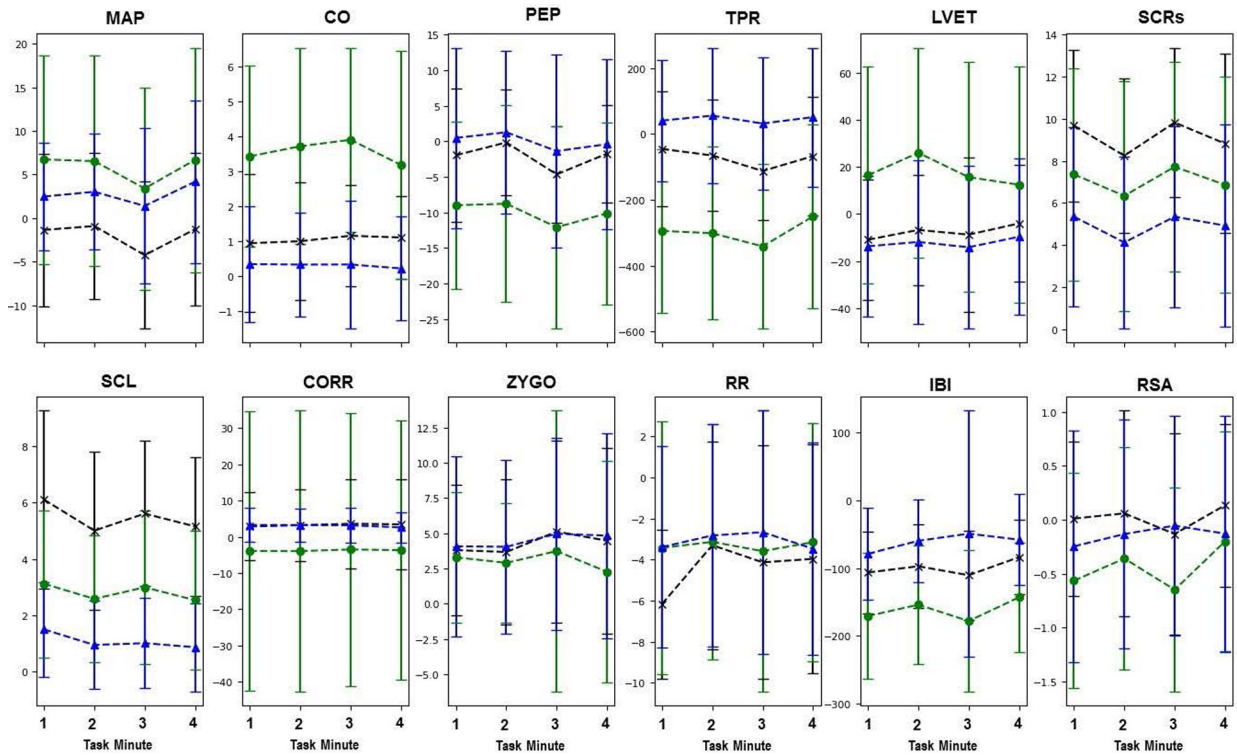 MAP CO PEP TPR LVET SCRs
20 6 15 200 60 14
15 5 10 0 40 12
10 4 5 −200 20 10
5 3 0 −400 0 8
0 2 −5 −600 −20 6
−5 1 −10 −40 4
−10 0 −15 2
−1 −20 0
−25
SCL CORR ZYGO RR IBI RSA
8 30 12.5 2 100 1.0
6 20 10.0 0 0 0.5
4 10 7.5 −2 −100 0.0
2 0 5.0 −4 −200 −0.5
0 −10 2.5 −6 −300 −1.0
−20 0.0 −8 −1.5
−30 −2.5 −10
−40 −5.0
1 2 3 4 1 2 3 4 1 2 3 4 1 2 3 4 1 2 3 4 1 2 3 4
Task Minute Task Minute Task Minute Task Minute Task Minute Task Minute